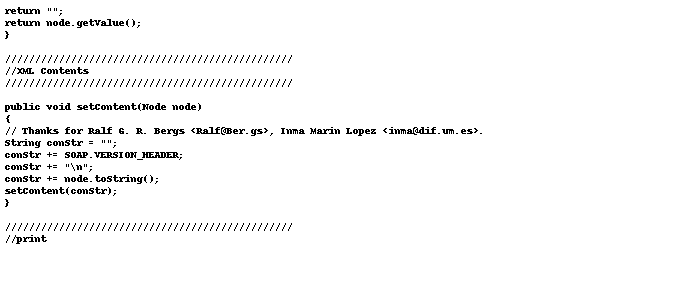 return "";
return node.getValue();
}
////////////////////////////////////////////////
//XML Contents
////////////////////////////////////////////////
public void setContent(Node node)
{
// Thanks for Ralf G. R. Bergs <Ralf@Ber.gs>, Inma Marin Lopez <inma@dif.um.es>.
String conStr = "";
conStr += SOAP.VERSION_HEADER;
conStr += "\n";
conStr += node.toString();
setContent(conStr);
}
////////////////////////////////////////////////
//print